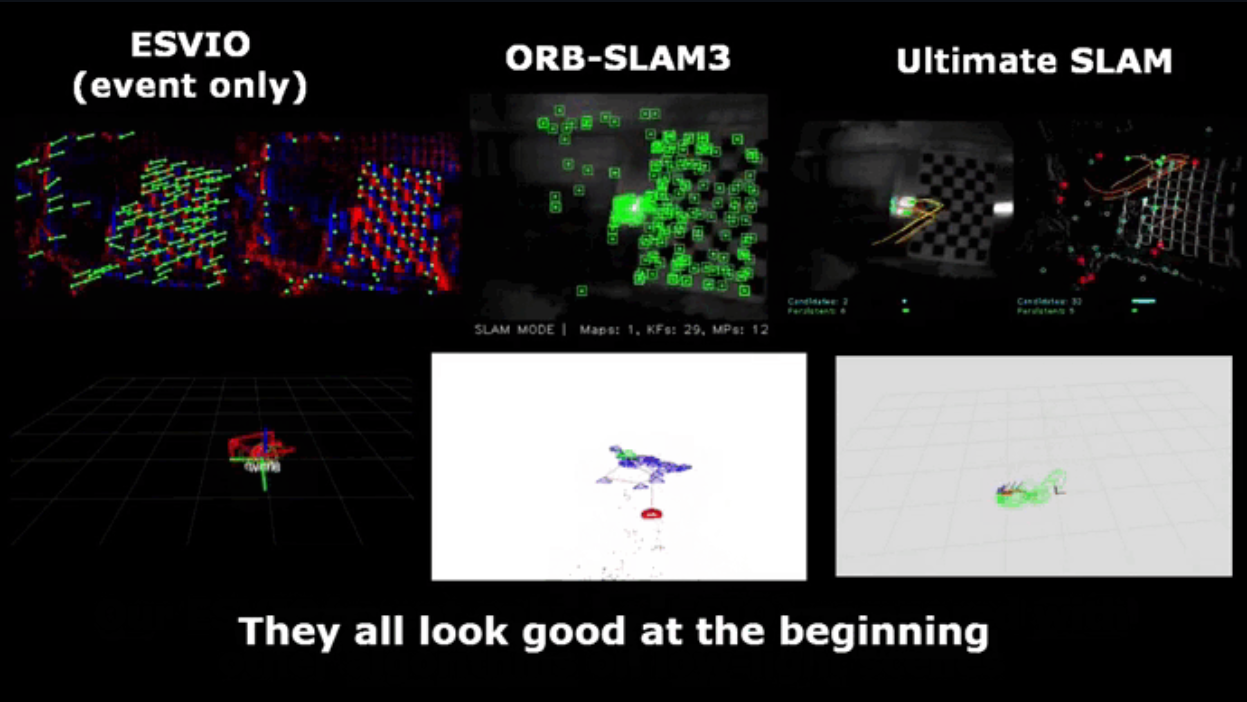 ESVIO
(event only)
ORB-SLAM3
Ultimate SLAM
SLAM MODE | Maps: 1, KFs: 29, MPs: 12
Candidates: 2
Persistent: 6
Candidates: 32
Persistent: 5
They all look good at the beginning